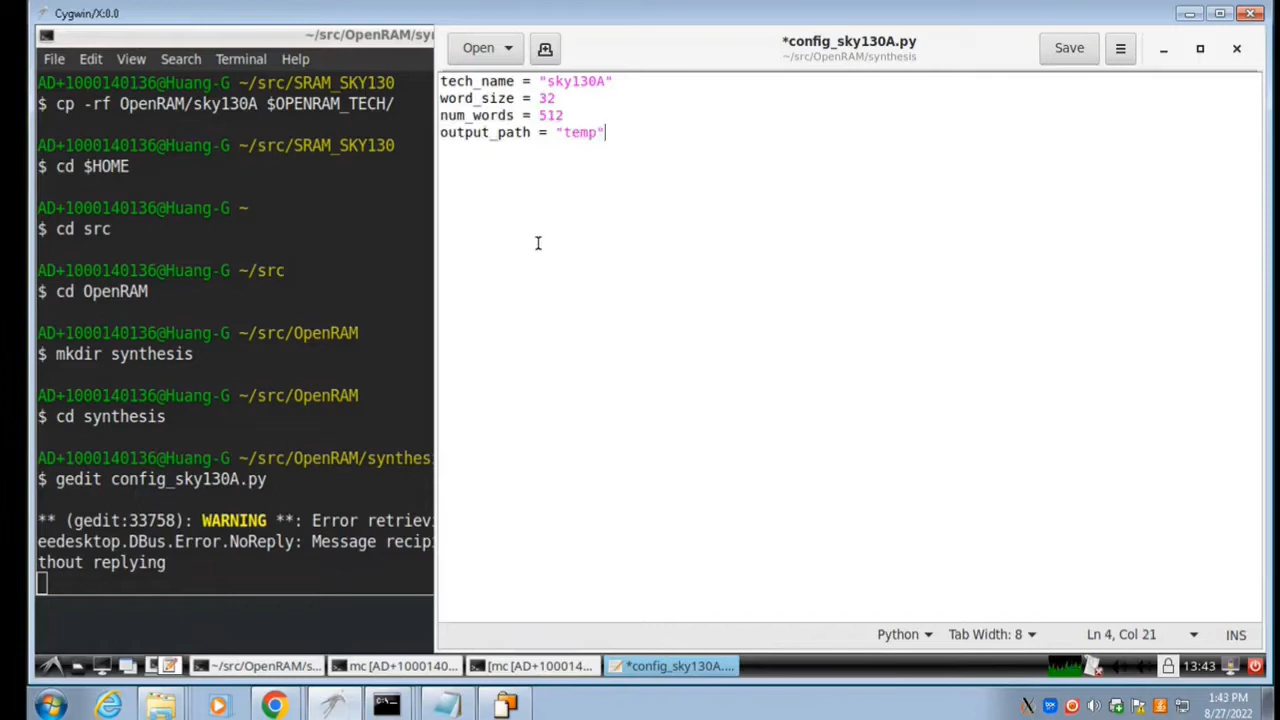 Cygwin/X:0.0
~/src/OpenRAM/syn
File Edit View Search Terminal Help
AD+1000140136@Huang-G ~/src/SRAM_SKY130
$ cp -rf OpenRAM/sky130A $OPENRAM_TECH/
AD+1000140136@Huang-G ~/src/SRAM_SKY130
$ cd $HOME
AD+1000140136@Huang-G ~
$ cd src
AD+1000140136@Huang-G ~/src
$ cd OpenRAM
AD+1000140136@Huang-G ~/src/OpenRAM
$ mkdir synthesis
AD+1000140136@Huang-G ~/src/OpenRAM
$ cd synthesis
AD+1000140136@Huang-G ~/src/OpenRAM/synthes
$ gedit config_sky130A.py
** (gedit:33758): WARNING **: Error retrievi
eedesktop.DBus.Error.NoReply: Message recip
thout replying
Open
*config_sky130A.py
~/src/OpenRAM/synthesis
Save
tech_name = "sky130A"
word_size = 32
num_words = 512
output_path = "temp"
Python Tab Width: 8 Ln 4, Col 21 INS
~/src/OpenRAM/s... mc [AD+1000140... [mc [AD+100014... *config_sky130A.... 13:43
1:43 PM
8/27/2022